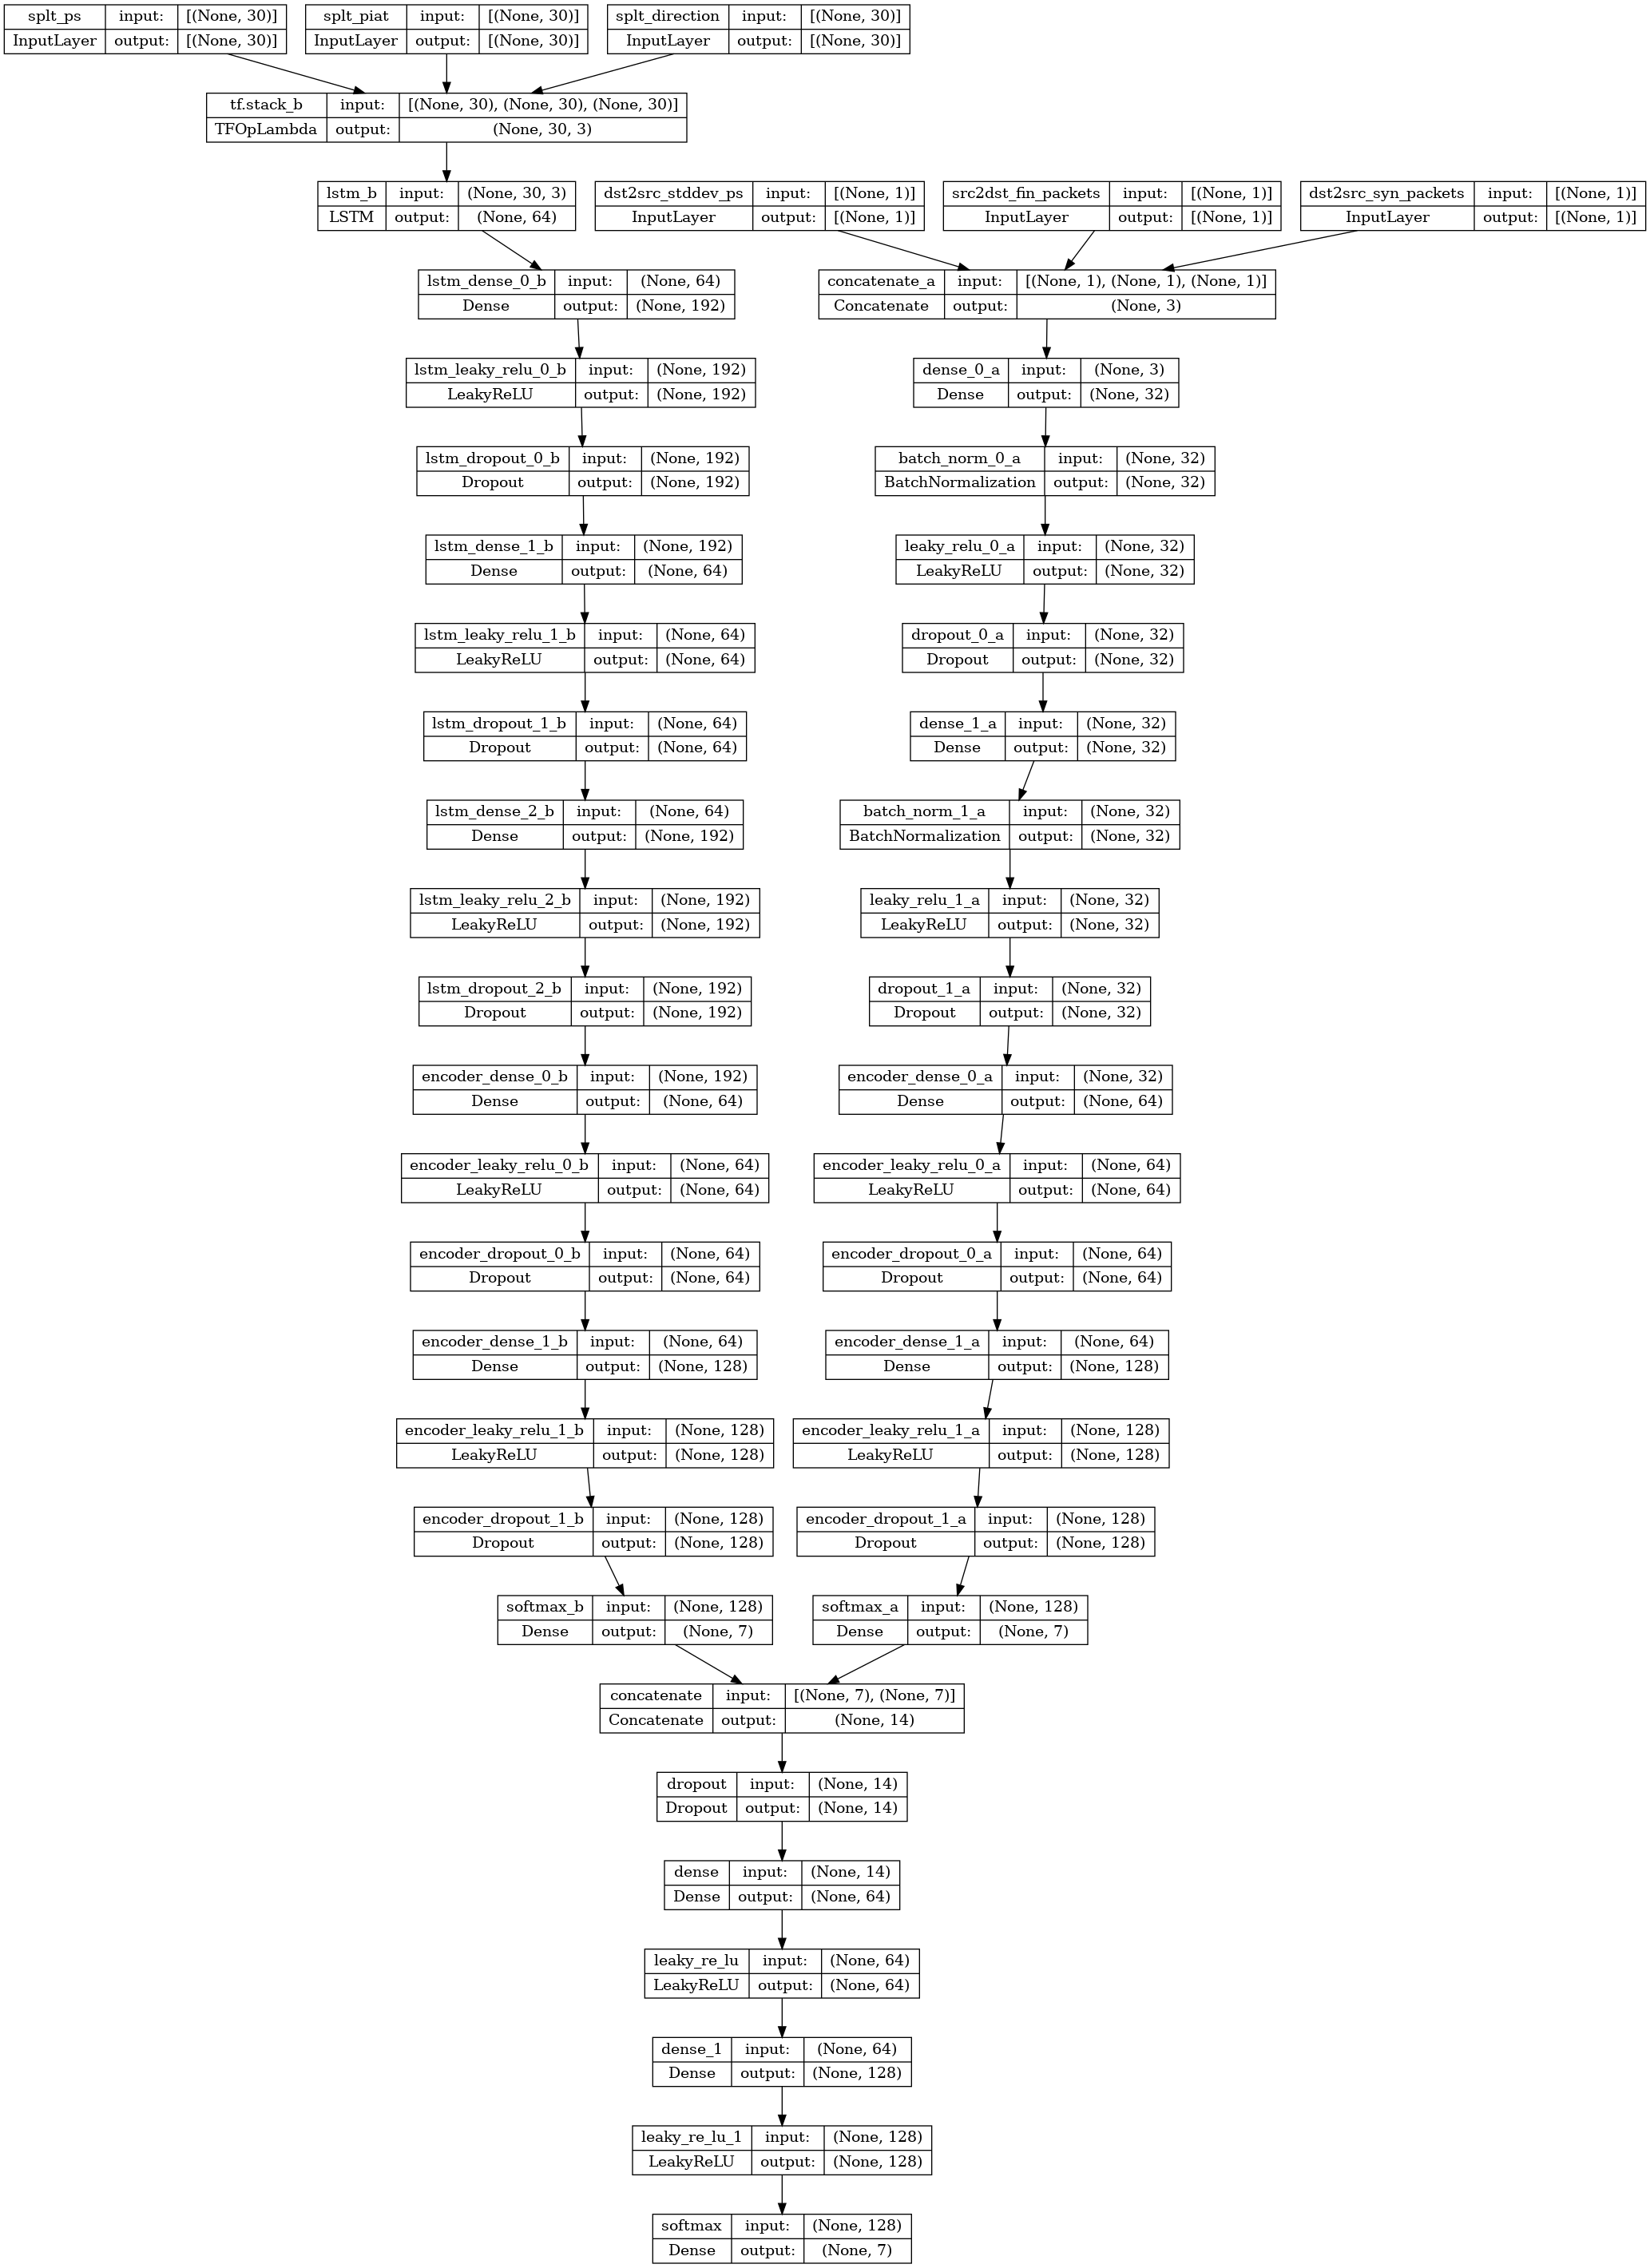 splt_ps input: [(None, 30)]
InputLayer output: [(None, 30)]
splt_piat input: [(None, 30)]
InputLayer output: [(None, 30)]
splt_direction input: [(None, 30)]
InputLayer output: [(None, 30)]
tf.stack_b input: [(None, 30), (None, 30), (None, 30)]
TFOpLambda output: (None, 30, 3)
lstm_b input: (None, 30, 3)
LSTM output: (None, 64)
dst2src_stddev_ps input: [(None, 1)]
InputLayer output: [(None, 1)]
src2dst_fin_packets input: [(None, 1)]
InputLayer output: [(None, 1)]
dst2src_syn_packets input: [(None, 1)]
InputLayer output: [(None, 1)]
lstm_dense_0_b input: (None, 64)
Dense output: (None, 192)
concatenate_a input: [(None, 1), (None, 1), (None, 1)]
Concatenate output: (None, 3)
lstm_leaky_relu_0_b input: (None, 192)
LeakyReLU output: (None, 192)
dense_0_a input: (None, 3)
Dense output: (None, 32)
lstm_dropout_0_b input: (None, 192)
Dropout output: (None, 192)
batch_norm_0_a input: (None, 32)
BatchNormalization output: (None, 32)
lstm_dense_1_b input: (None, 192)
Dense output: (None, 64)
leaky_relu_0_a input: (None, 32)
LeakyReLU output: (None, 32)
lstm_leaky_relu_1_b input: (None, 64)
LeakyReLU output: (None, 64)
dropout_0_a input: (None, 32)
Dropout output: (None, 32)
lstm_dropout_1_b input: (None, 64)
Dropout output: (None, 64)
dense_1_a input: (None, 32)
Dense output: (None, 32)
lstm_dense_2_b input: (None, 64)
Dense output: (None, 192)
batch_norm_1_a input: (None, 32)
BatchNormalization output: (None, 32)
lstm_leaky_relu_2_b input: (None, 192)
LeakyReLU output: (None, 192)
leaky_relu_1_a input: (None, 32)
LeakyReLU output: (None, 32)
lstm_dropout_2_b input: (None, 192)
Dropout output: (None, 192)
dropout_1_a input: (None, 32)
Dropout output: (None, 32)
encoder_dense_0_b input: (None, 192)
Dense output: (None, 64)
encoder_dense_0_a input: (None, 32)
Dense output: (None, 64)
encoder_leaky_relu_0_b input: (None, 64)
LeakyReLU output: (None, 64)
encoder_leaky_relu_0_a input: (None, 64)
LeakyReLU output: (None, 64)
encoder_dropout_0_b input: (None, 64)
Dropout output: (None, 64)
encoder_dropout_0_a input: (None, 64)
Dropout output: (None, 64)
encoder_dense_1_b input: (None, 64)
Dense output: (None, 128)
encoder_dense_1_a input: (None, 64)
Dense output: (None, 128)
encoder_leaky_relu_1_b input: (None, 128)
LeakyReLU output: (None, 128)
encoder_leaky_relu_1_a input: (None, 128)
LeakyReLU output: (None, 128)
encoder_dropout_1_b input: (None, 128)
Dropout output: (None, 128)
encoder_dropout_1_a input: (None, 128)
Dropout output: (None, 128)
softmax_b input: (None, 128)
Dense output: (None, 7)
softmax_a input: (None, 128)
Dense output: (None, 7)
concatenate input: [(None, 7), (None, 7)]
Concatenate output: (None, 14)
dropout input: (None, 14)
Dropout output: (None, 14)
dense input: (None, 14)
Dense output: (None, 64)
leaky_re_lu input: (None, 64)
LeakyReLU output: (None, 64)
dense_1 input: (None, 64)
Dense output: (None, 128)
leaky_re_lu_1 input: (None, 128)
LeakyReLU output: (None, 128)
softmax input: (None, 128)
Dense output: (None, 7)